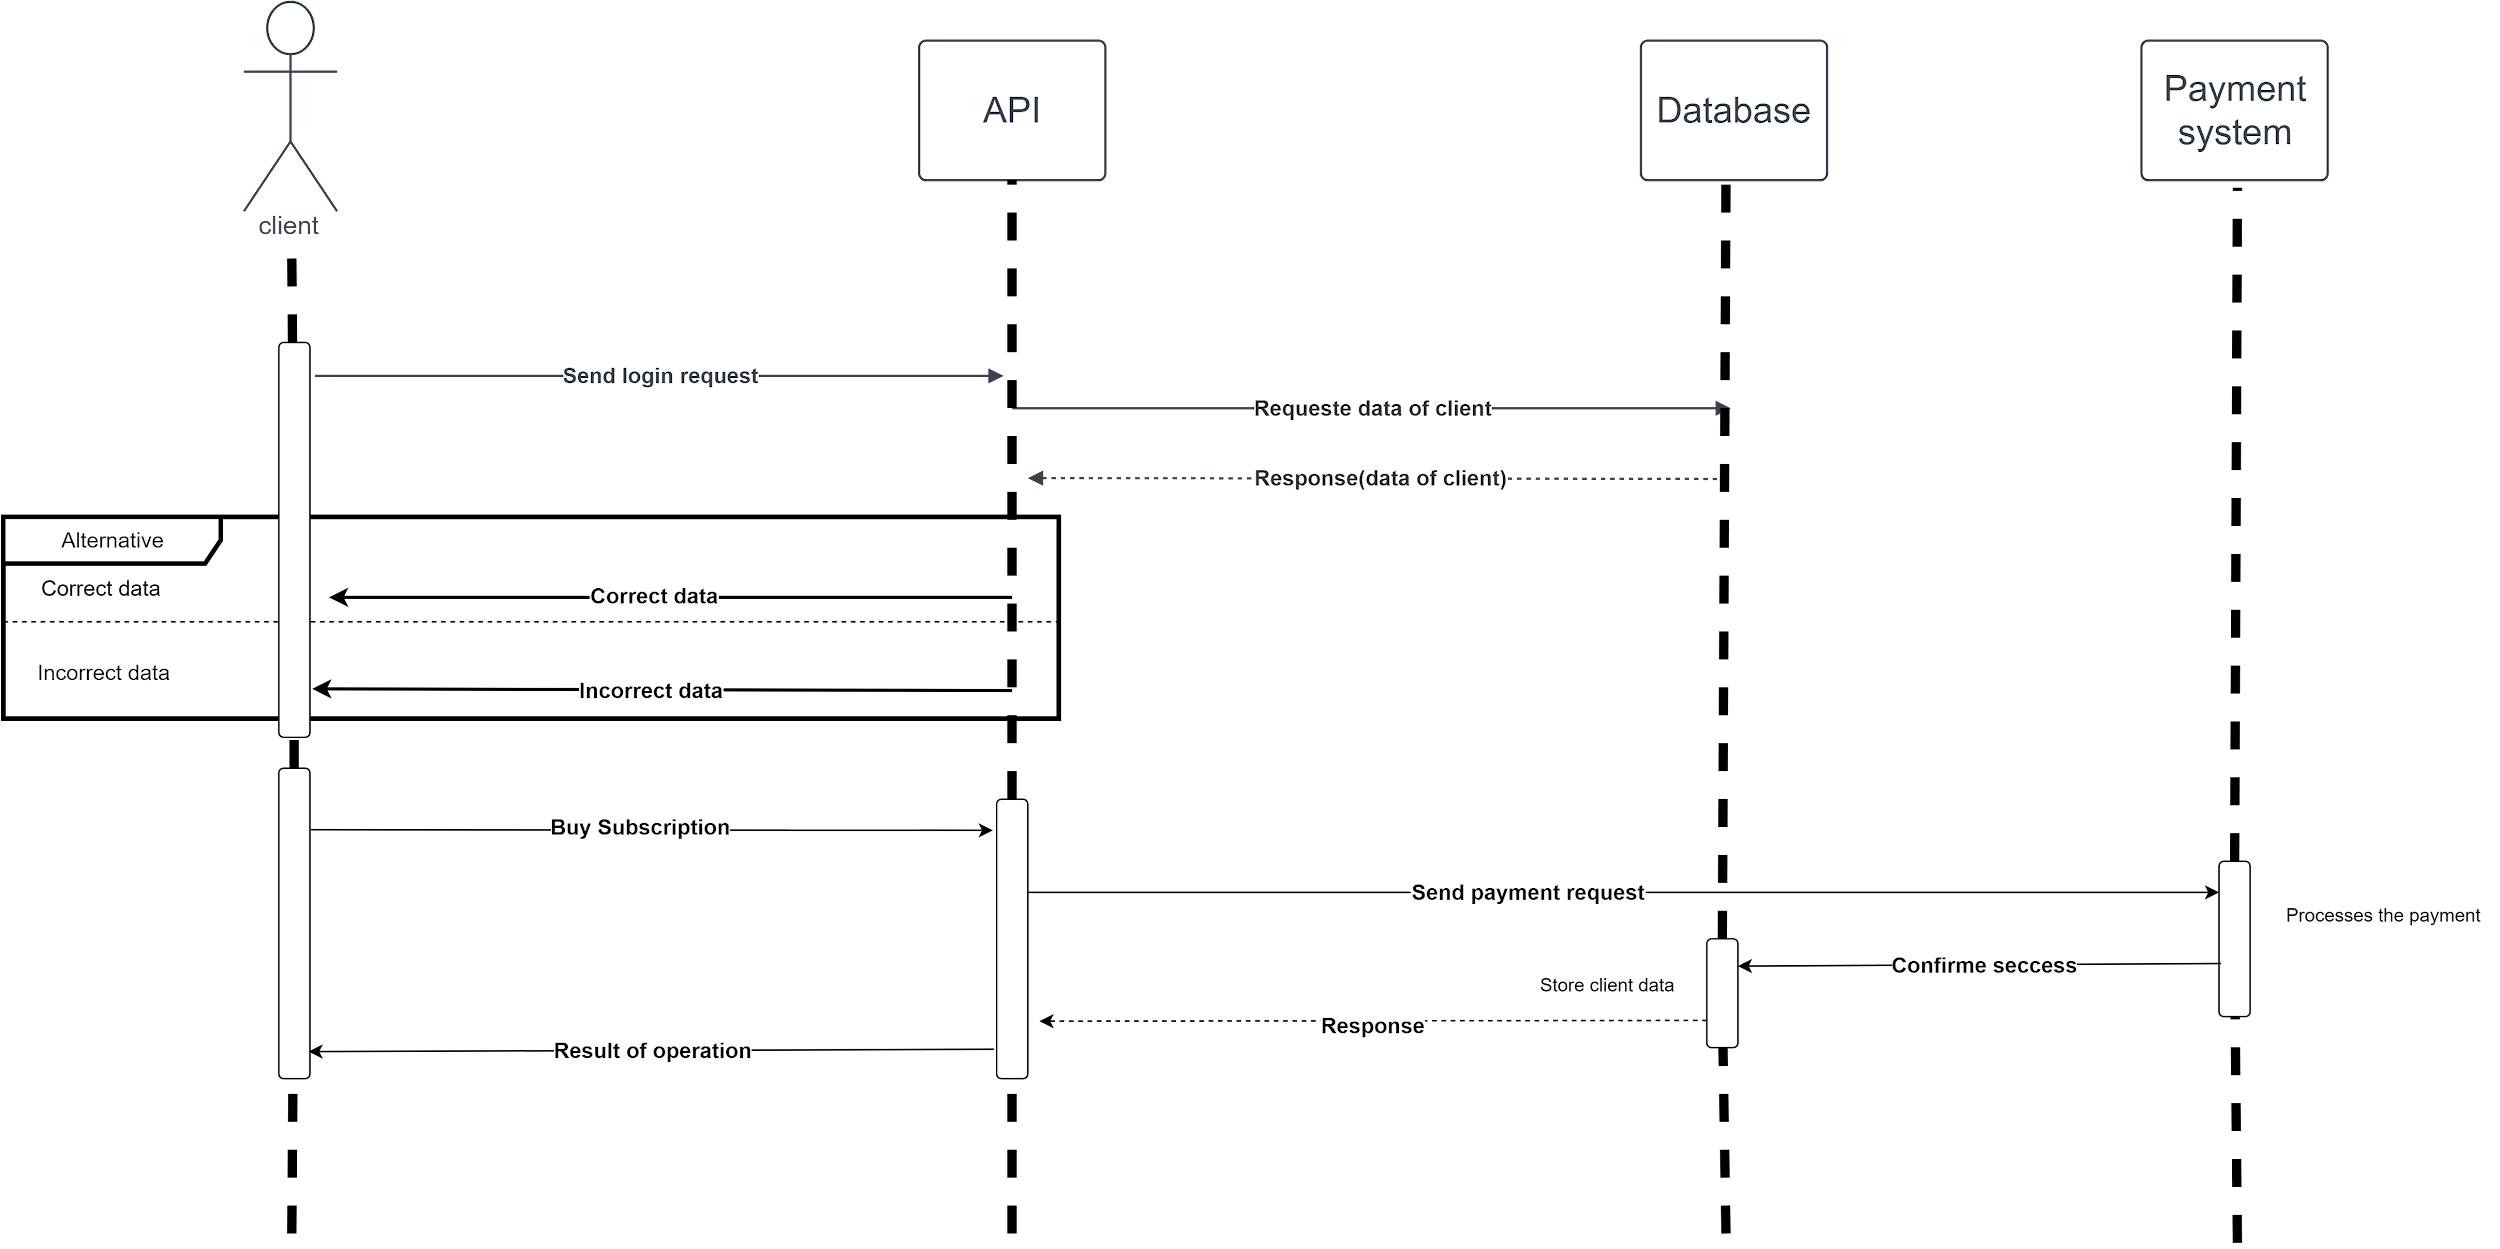 client
API
Database
Payment
system
Send login request
Requeste data of client
Response(data of client)
Alternative
Correct data
Correct data
Incorrect data
Incorrect data
Buy Subscription
Send payment request
Processes the payment
Confirme seccess
Store client data
Response
Result of operation